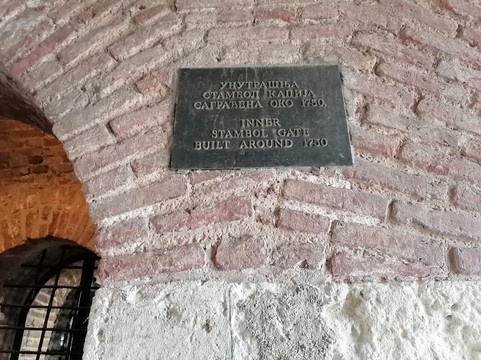 УНУТРАШЊА
СТАМБОЛ КАПИЈА
САГРАЂЕНА ОКО 1750.
INNER
STAMBOL GATE
BUILT AROUND 1750